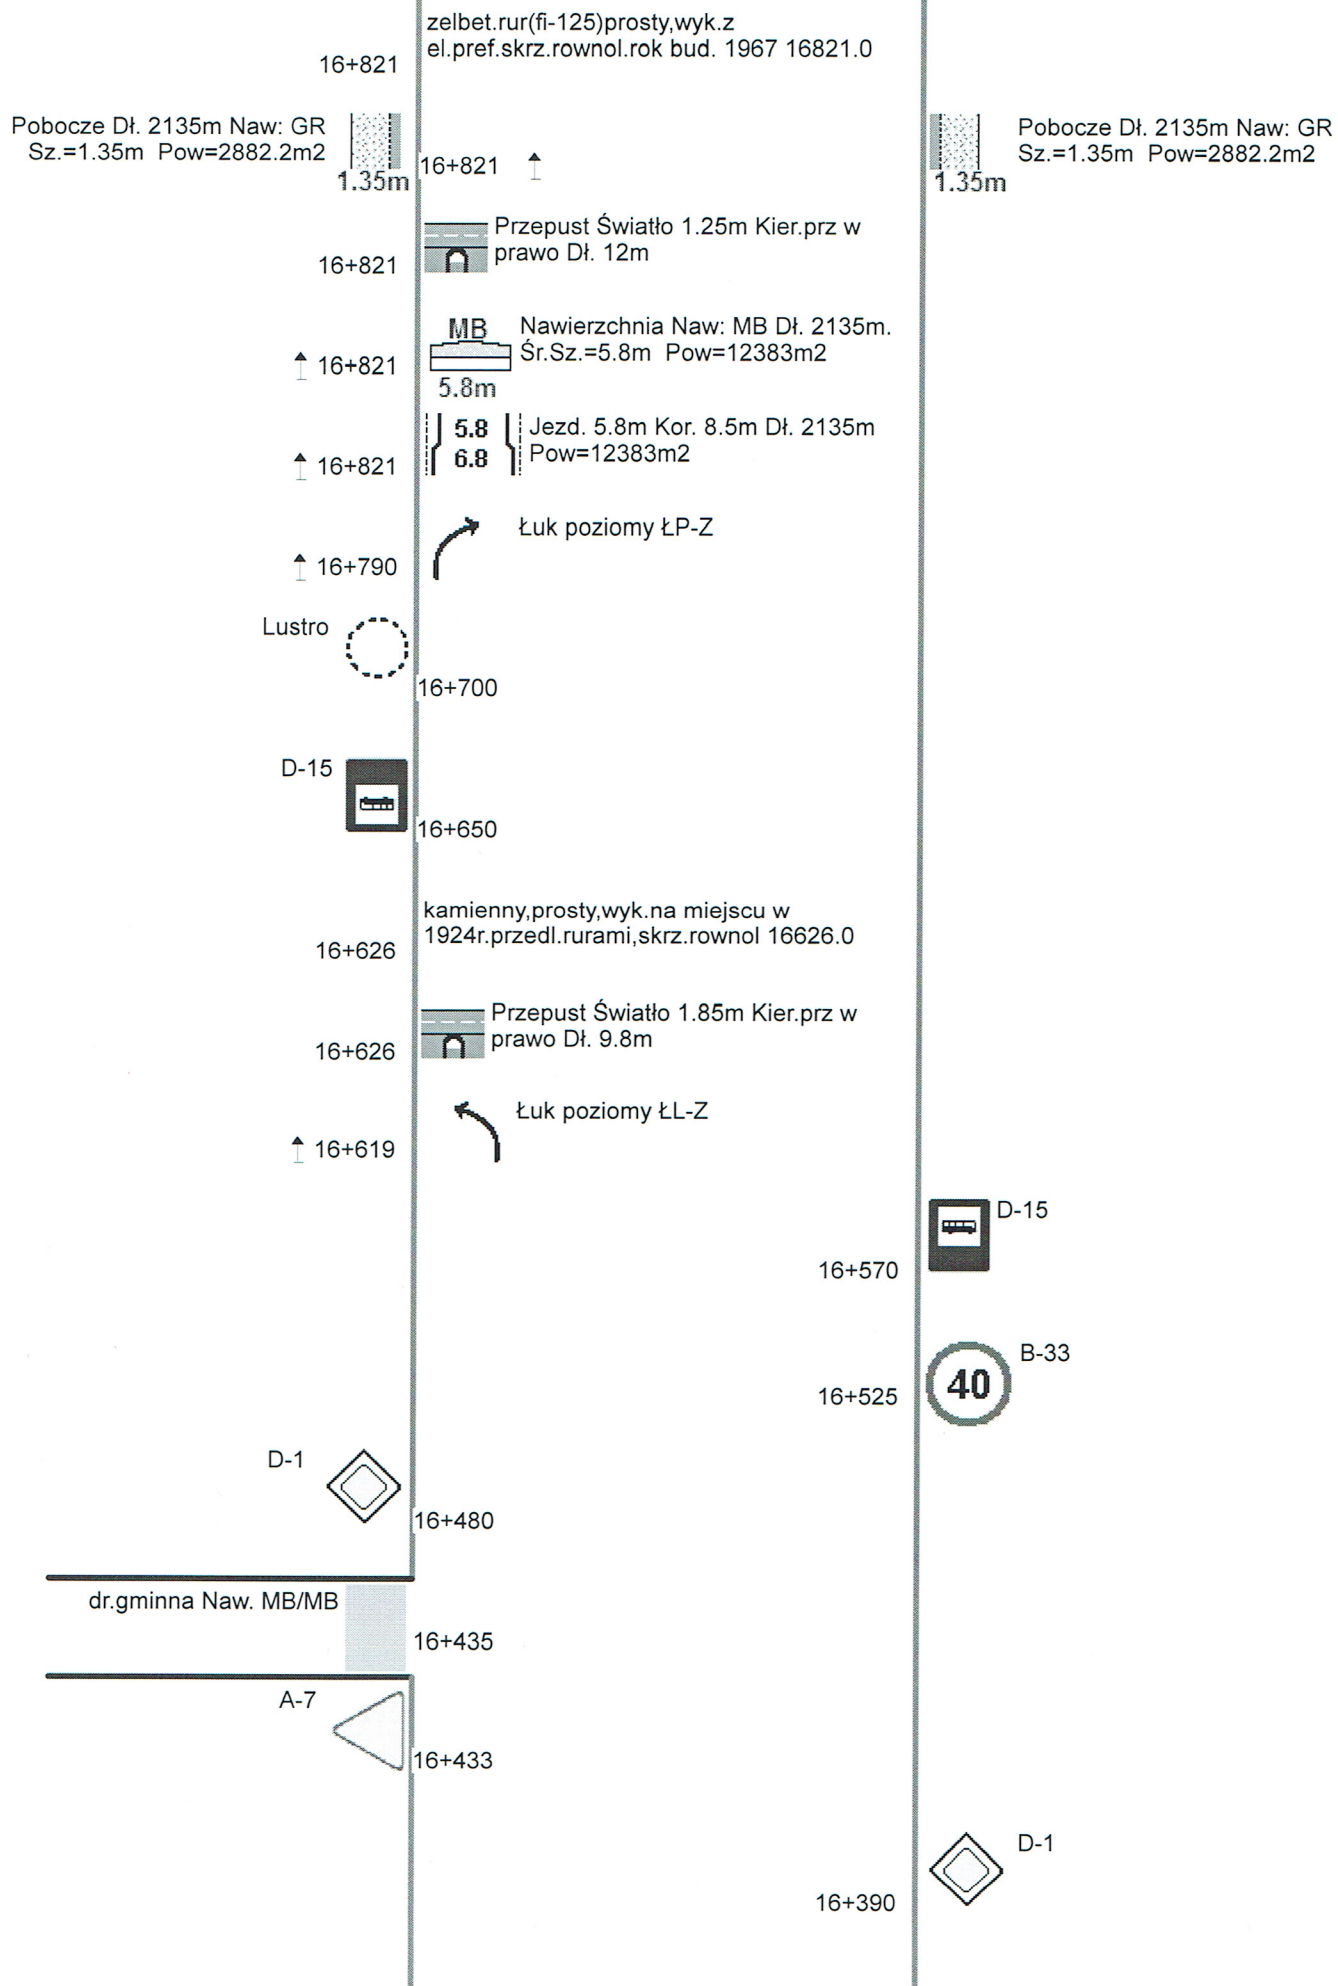 zelbet.rur(fi-125)prosty,wyk.z
el.pref.skrz.rownol.rok bud. 1967 16821.0
16+821
Pobocze Dł. 2135m Naw: GR
Sz.=1.35m Pow=2882.2m2
1.35m
16+821
Pobocze Dł. 2135m Naw: GR
Sz.=1.35m Pow=2882.2m2
1.35m
Przepust Światło 1.25m Kier.prz w
prawo Dł. 12m
16+821
MB
Nawierzchnia Naw: MB Dł. 2135m.
Śr.Sz.=5.8m Pow=12383m2
16+821
5.8m
5.8
Jezd. 5.8m Kor. 8.5m Dł. 2135m
Pow=12383m2
6.8
16+821
Łuk poziomy ŁP-Z
16+790
Lustro
16+700
D-15
16+650
kamienny,prosty,wyk.na miejscu w
1924r.przedl.rurami,skrz.rownol 16626.0
16+626
Przepust Światło 1.85m Kier.prz w
prawo Dł. 9.8m
16+626
Łuk poziomy ŁL-Z
16+619
D-15
16+570
B-33
40
16+525
D-1
16+480
dr.gminna Naw. MB/MB
16+435
A-7
16+433
D-1
16+390